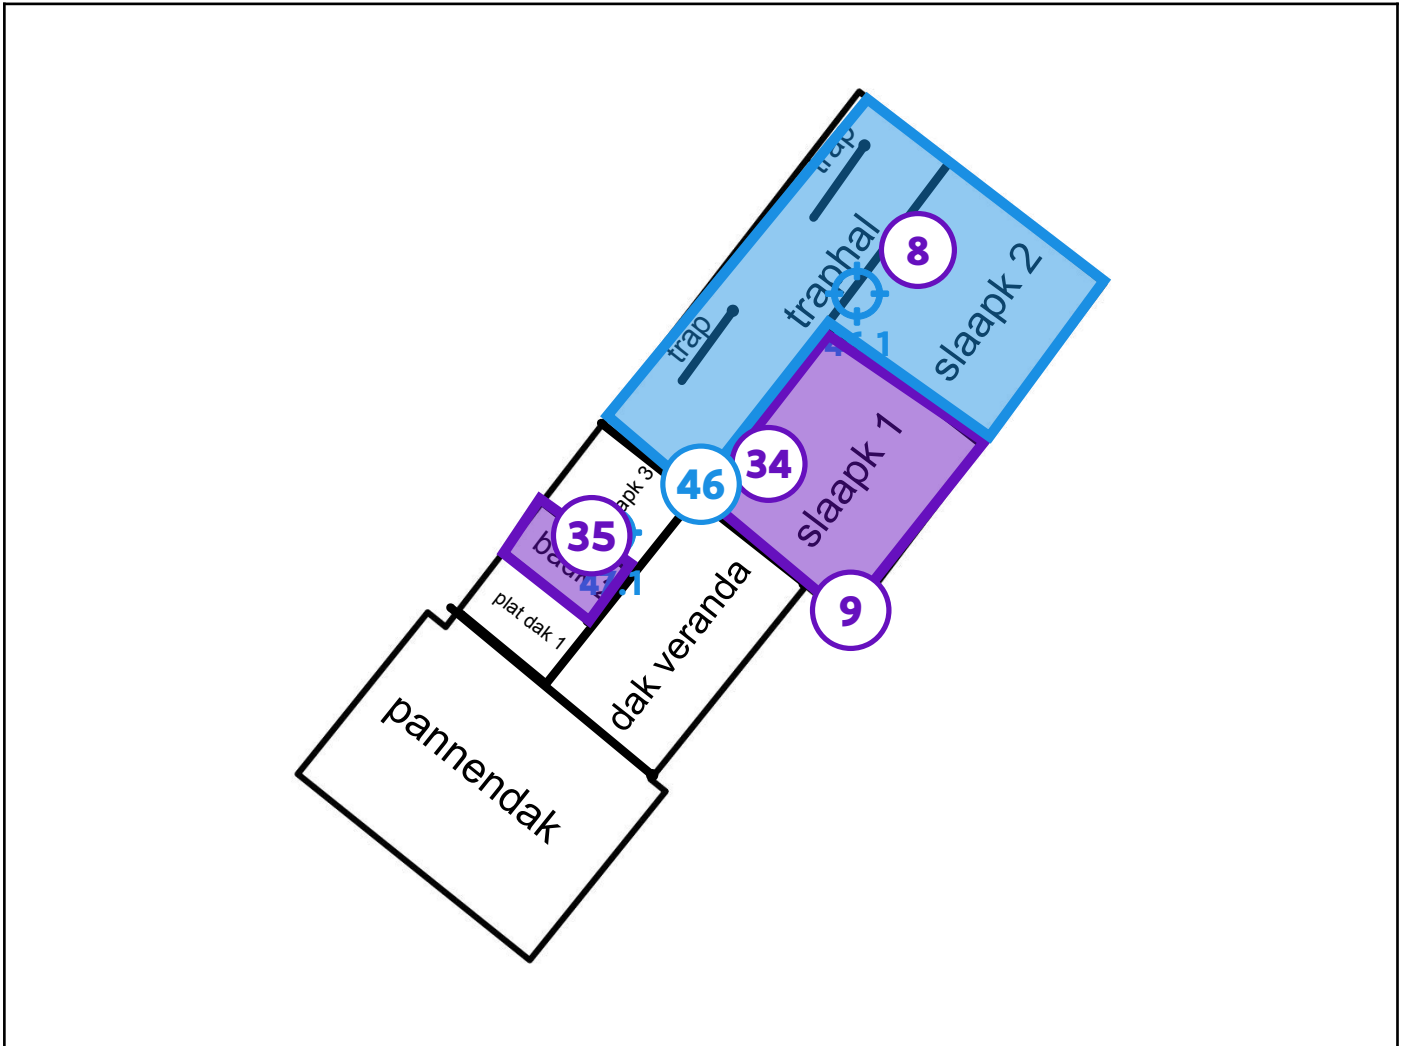 trap
8
traphal
slaapk 2
trap
slaapk 1
34
46
apk 3
35
9
plat dak 1
dak veranda
pannendak